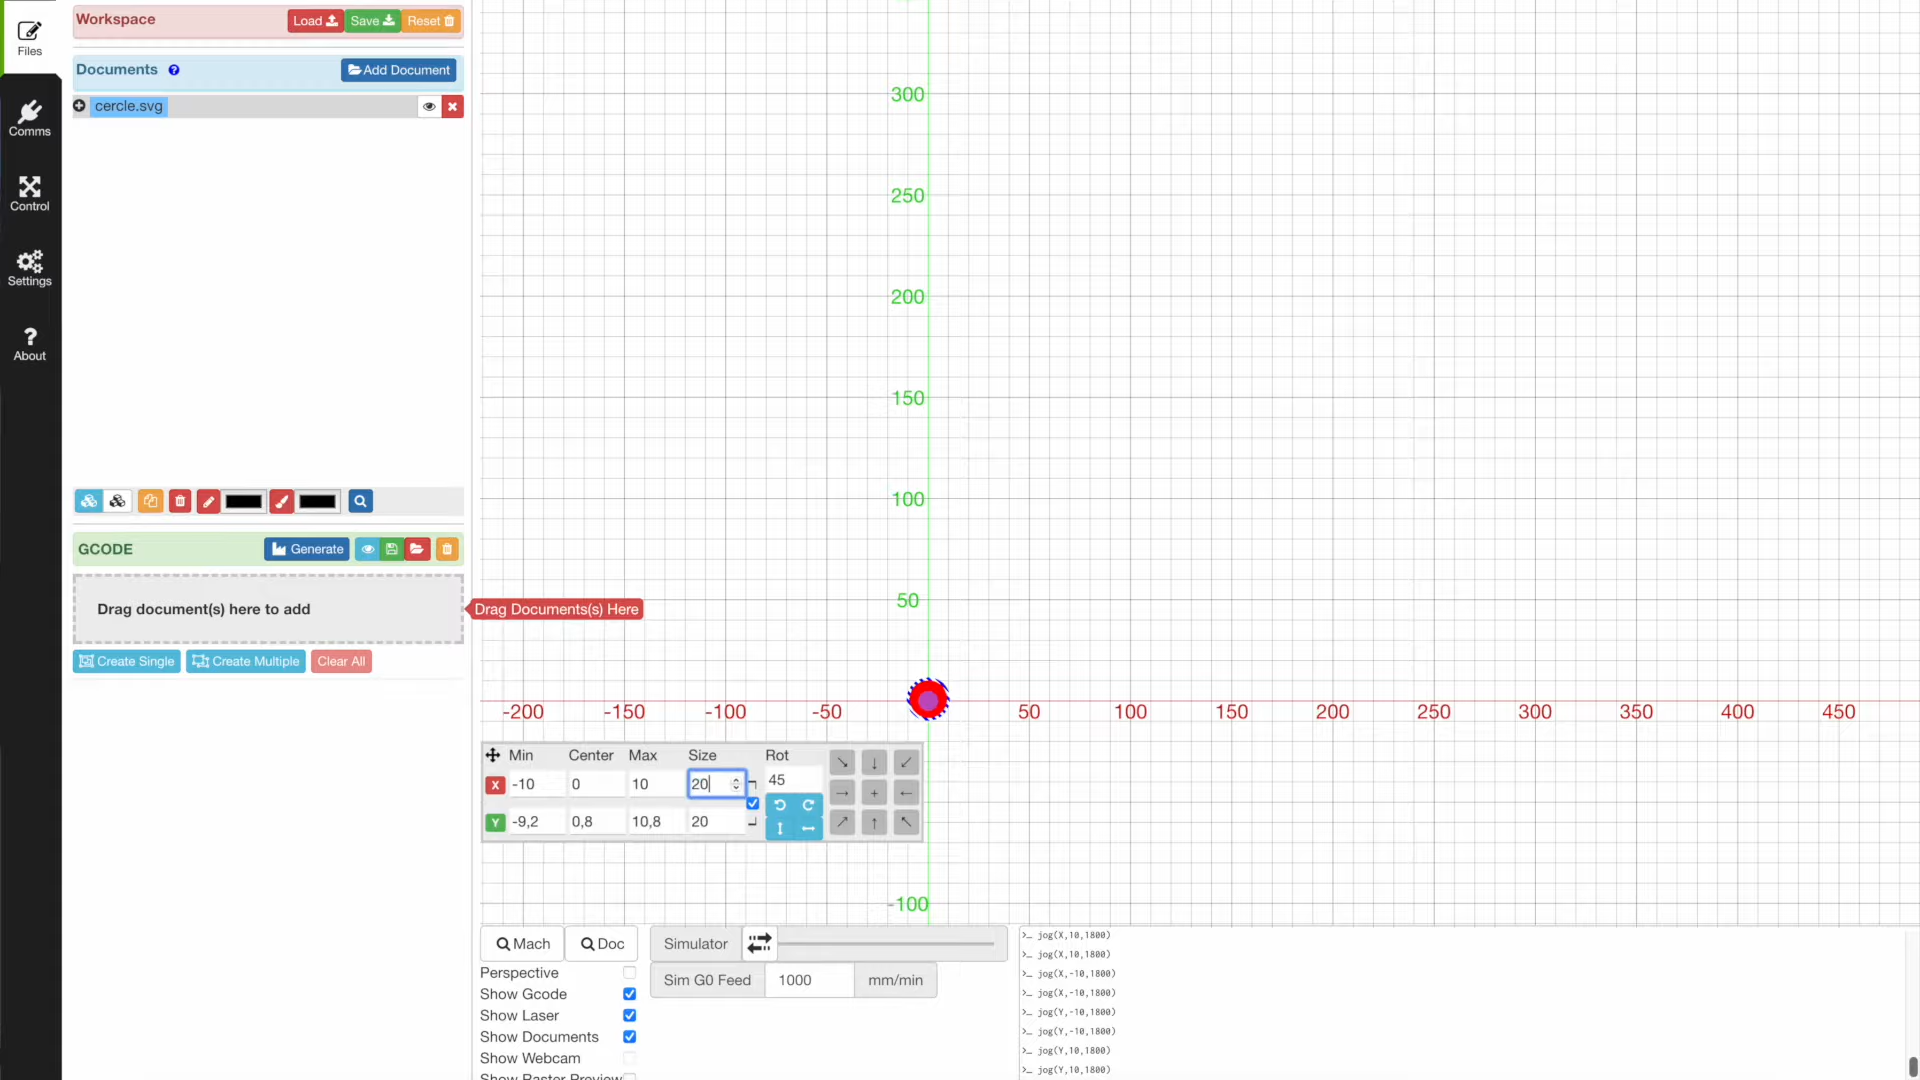 Files
Comms
Control
Settings
? About
Workspace
Load
Save
Reset
Documents ?
Add Document
cercle.svg
GCODE
Generate
Drag document(s) here to add
Drag Documents(s) Here
Create Single
Create Multiple
Clear All
300
250
200
150
100
50
-200 -150 -100 -50 50 100 150 200 250 300 350 400 450
-100
Min Center Max Size Rot
X -10 0 10 20 45
Y -9,2 0,8 10,8 20
Mach
Doc
Simulator
Perspective
Show Gcode
Show Laser
Show Documents
Show Webcam
Show Raster Preview
Sim G0 Feed 1000 mm/min
>_ jog(X,10,1800)
>_ jog(X,10,1800)
>_ jog(X,-10,1800)
>_ jog(X,-10,1800)
>_ jog(Y,-10,1800)
>_ jog(Y,-10,1800)
>_ jog(Y,10,1800)
>_ jog(Y,10,1800)